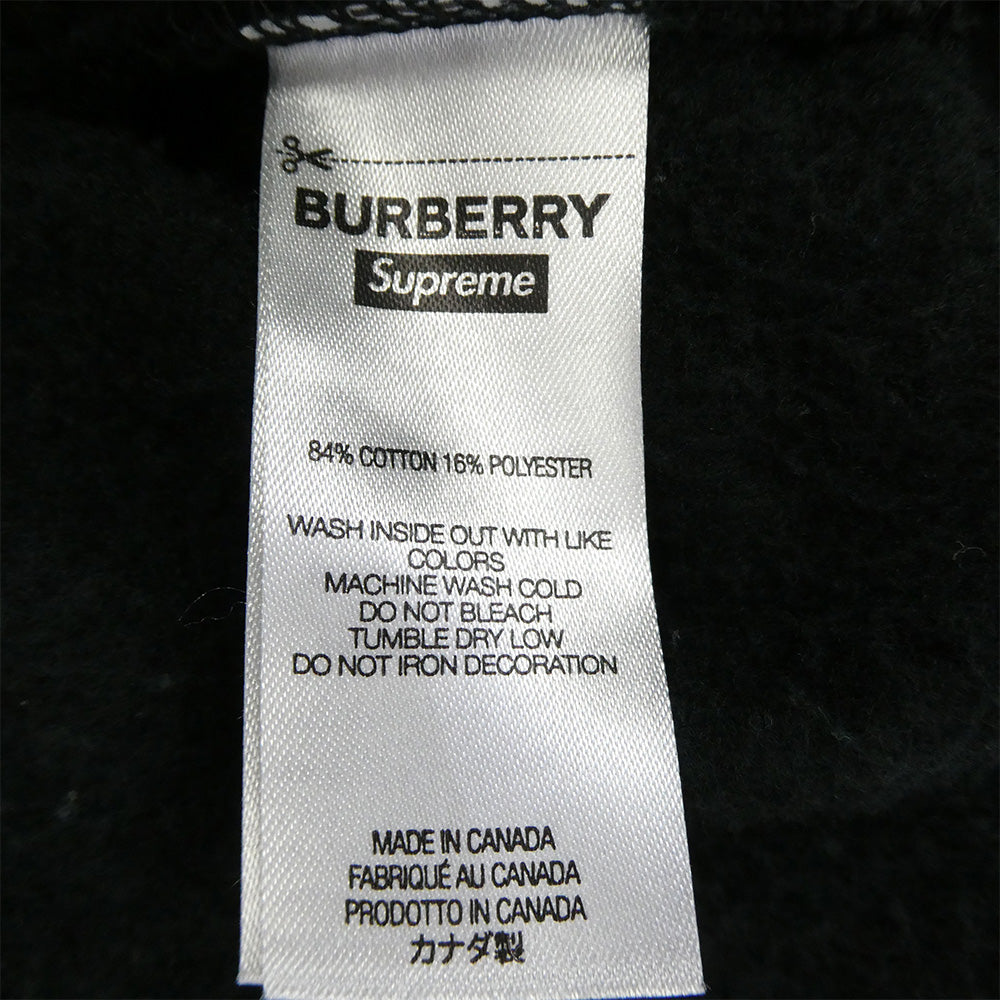 BURBERRY
Supreme
84% COTTON 16% POLYESTER
WASH INSIDE OUT WITH LIKE
COLORS
MACHINE WASH COLD
DO NOT BLEACH
TUMBLE DRY LOW
DO NOT IRON DECORATION
MADE IN CANADA
FABRIQUÉ AU CANADA
PRODOTTO IN CANADA
カナダ製